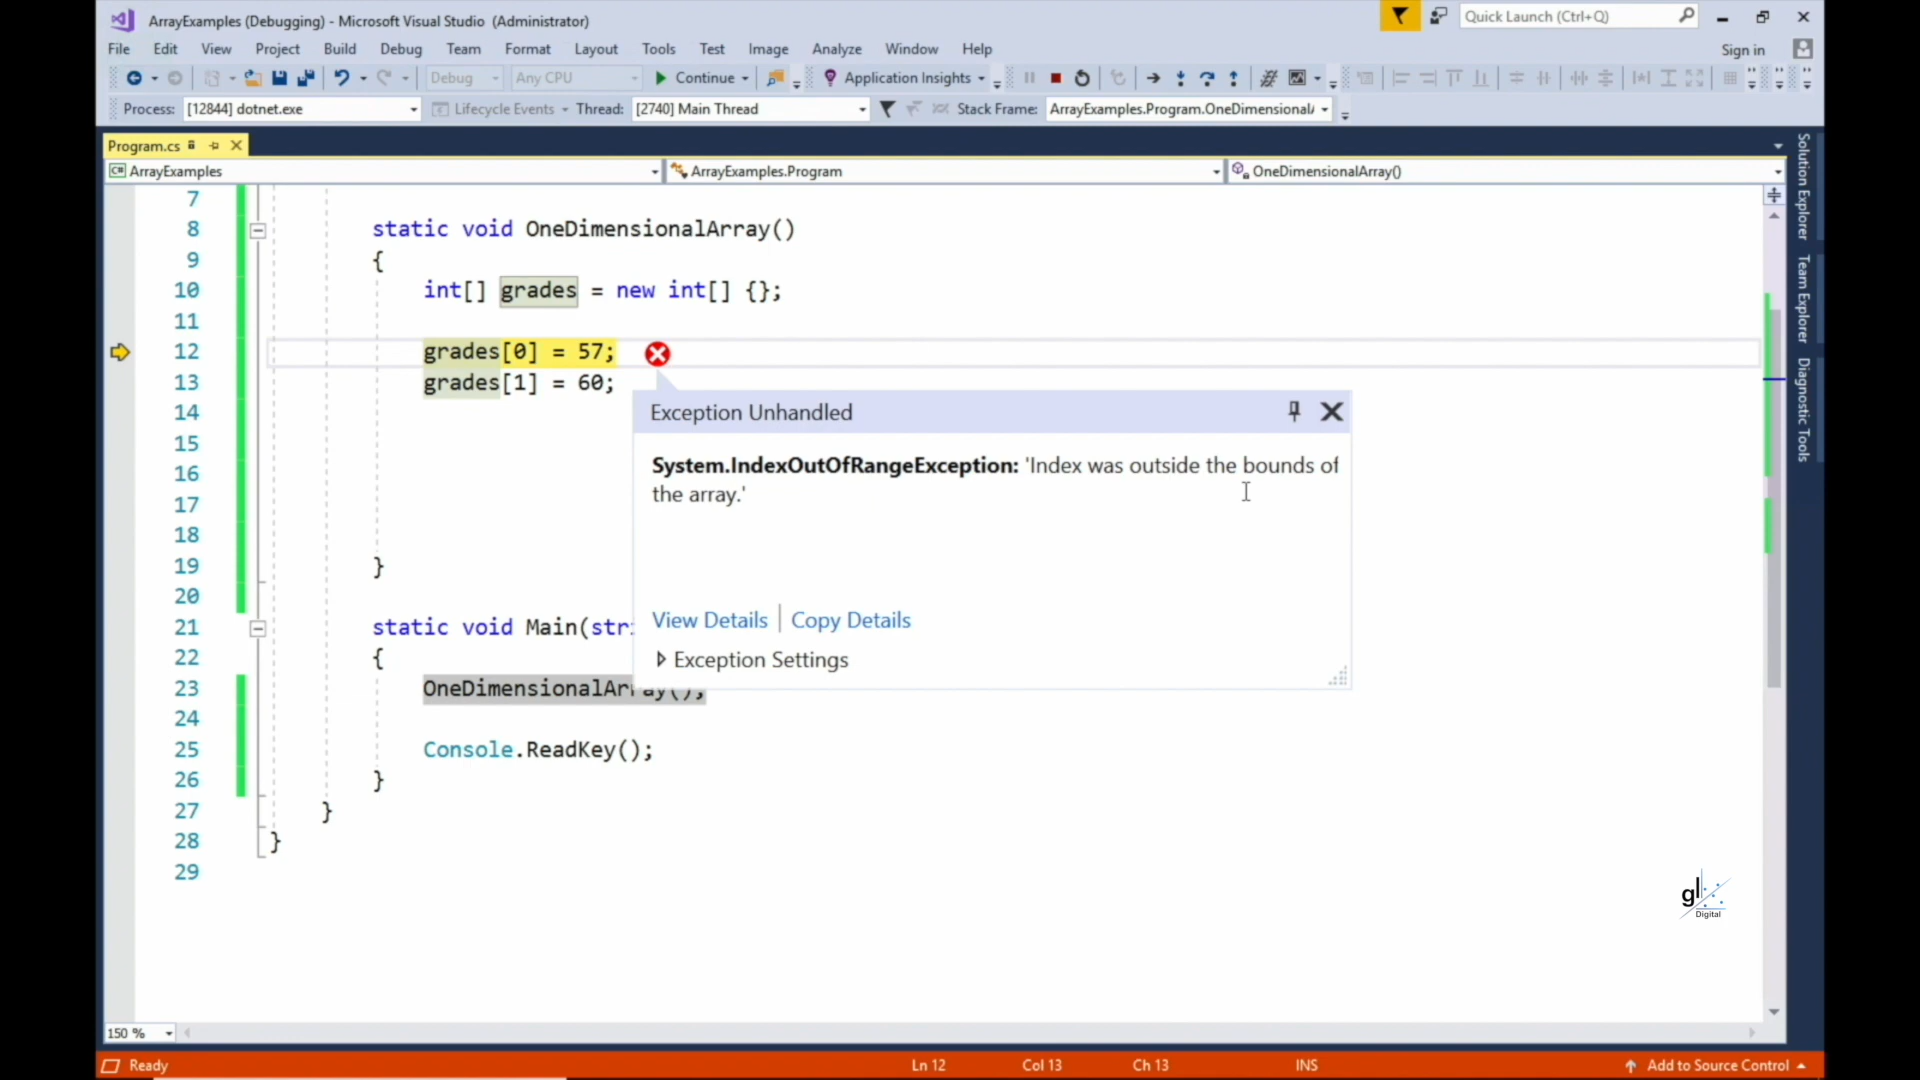 ArrayExamples (Debugging) - Microsoft Visual Studio (Administrator)
Quick Launch (Ctrl+Q)
File Edit View Project Build Debug Team Format Layout Tools Test Image Analyze Window Help
Sign in
Debug Any CPU Continue Application Insights
Process: [12844] dotnet.exe Lifecycle Events Thread: [2740] Main Thread Stack Frame: ArrayExamples.Program.OneDimensionalA
Program.cs
C# ArrayExamples ArrayExamples.Program OneDimensionalArray()
7
8 static void OneDimensionalArray()
9 {
10 int[] grades = new int[] {};
11
12 grades[0] = 57;
13 grades[1] = 60;
14
15
16
17
18
19 }
20
21 static void Main(stri
22 {
23 OneDimensionalArray();
24
25 Console.ReadKey();
26 }
27 }
28 }
29
Exception Unhandled
System.IndexOutOfRangeException: 'Index was outside the bounds of
the array.'
View Details | Copy Details
Exception Settings
Solution Explorer
Team Explorer
Diagnostic Tools
gl
Digital
150 %
Ready Ln 12 Col 13 Ch 13 INS Add to Source Control